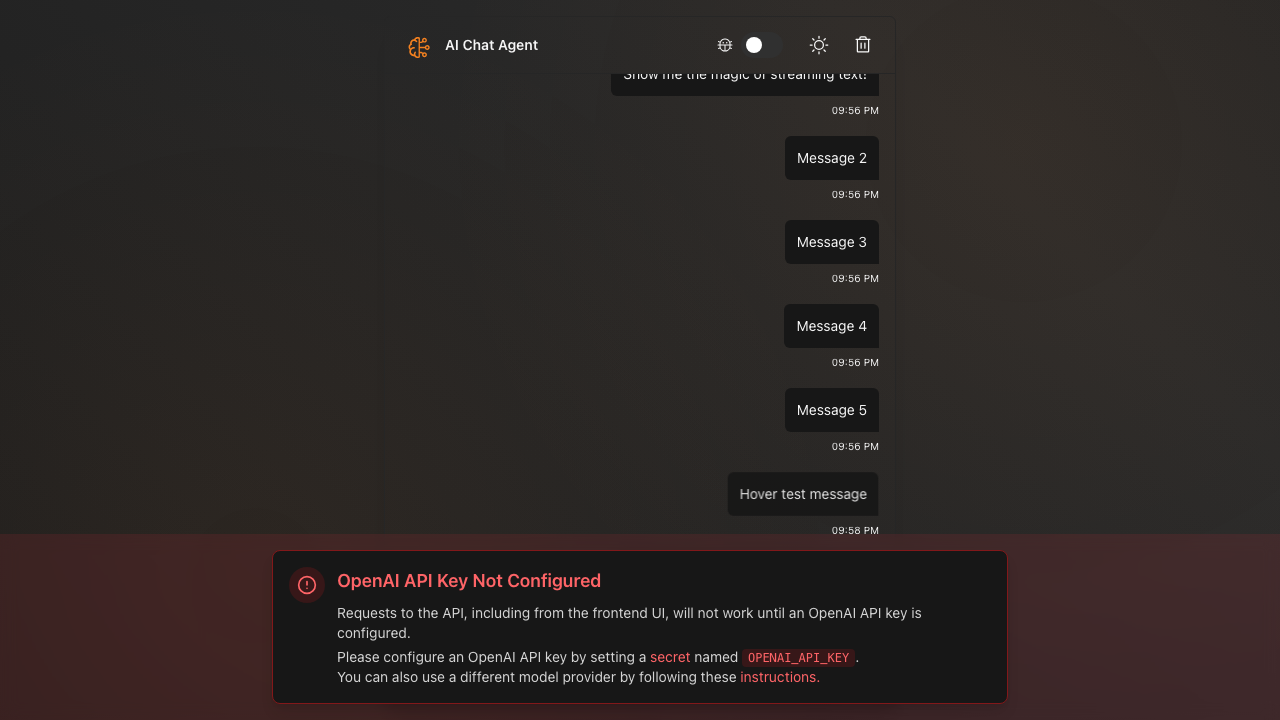 AI Chat Agent
Show me the magic of streaming text!
09:56 PM
Message 2
09:56 PM
Message 3
09:56 PM
Message 4
09:56 PM
Message 5
09:56 PM
Hover test message
09:58 PM
OpenAI API Key Not Configured
Requests to the API, including from the frontend UI, will not work until an OpenAI API key is
configured.
Please configure an OpenAI API key by setting a secret named OPENAI_API_KEY.
You can also use a different model provider by following these instructions.